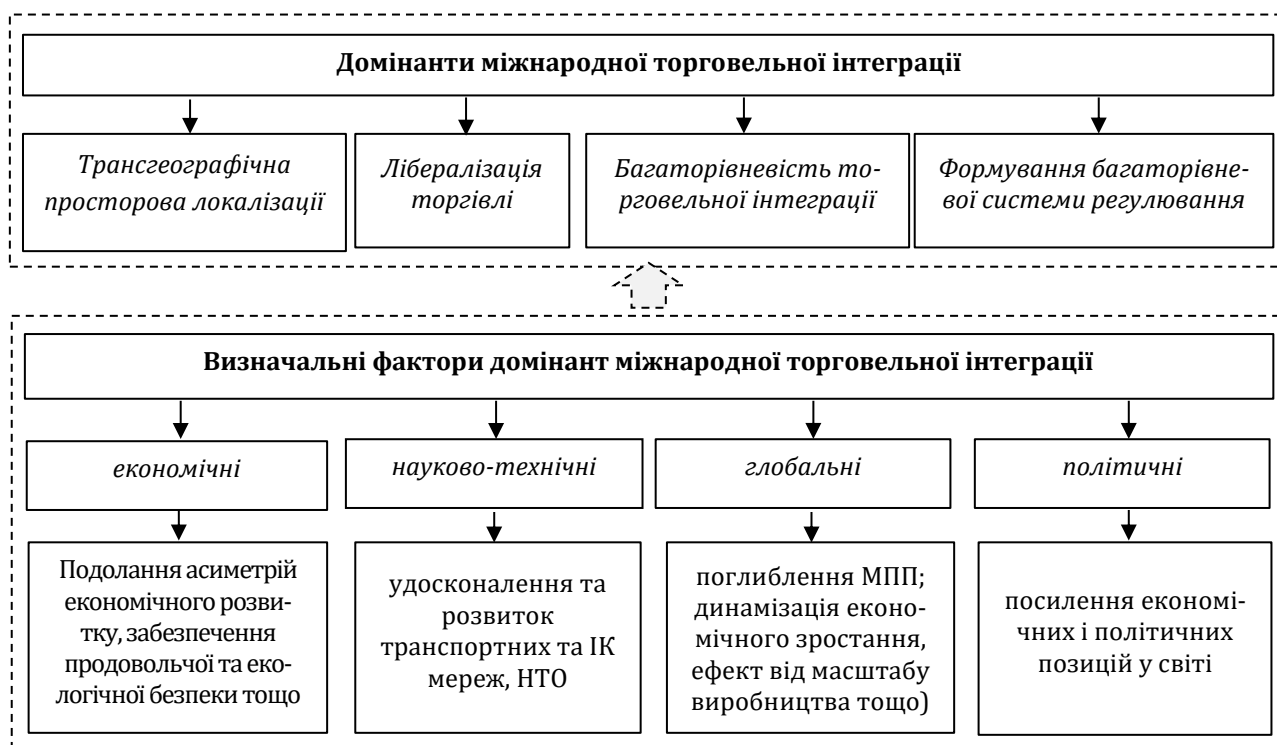 Домінанти міжнародної торговельної інтеграції
Трансгеографічна
просторова локалізації
Лібералізація
торгівлі
Багаторівневість то-
рговельної інтеграції
Формування багаторівне-
вої системи регулювання
Визначальні фактори домінант міжнародної торговельної інтеграції
економічні
науково-технічні
глобальні
політичні
Подолання асиметрій
економічного розви-
тку, забезпечення
продовольчої та еко-
логічної безпеки тощо
удосконалення та
розвиток
транспортних та ІК
мереж, НТО
поглиблення МПП;
динамізація еконо-
мічного зростання,
ефект від масштабу
виробництва тощо)
посилення економі-
чних і політичних
позицій у світі